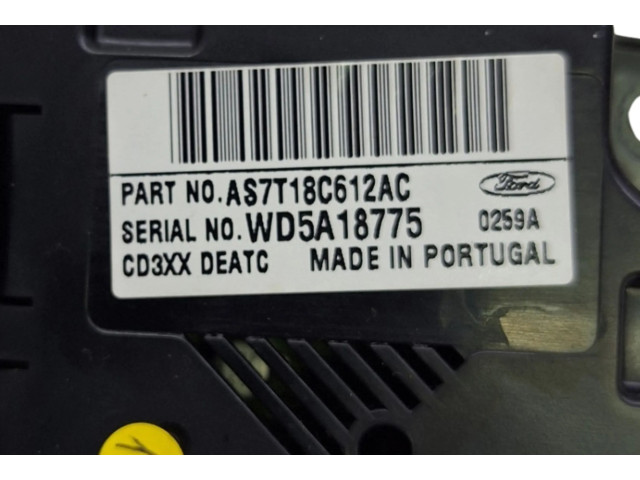 PART NO. AS7T18C612AC Ford
SERIAL NO. WD5A18775 0259A
CD3XX DEATC MADE IN PORTUGAL
Y